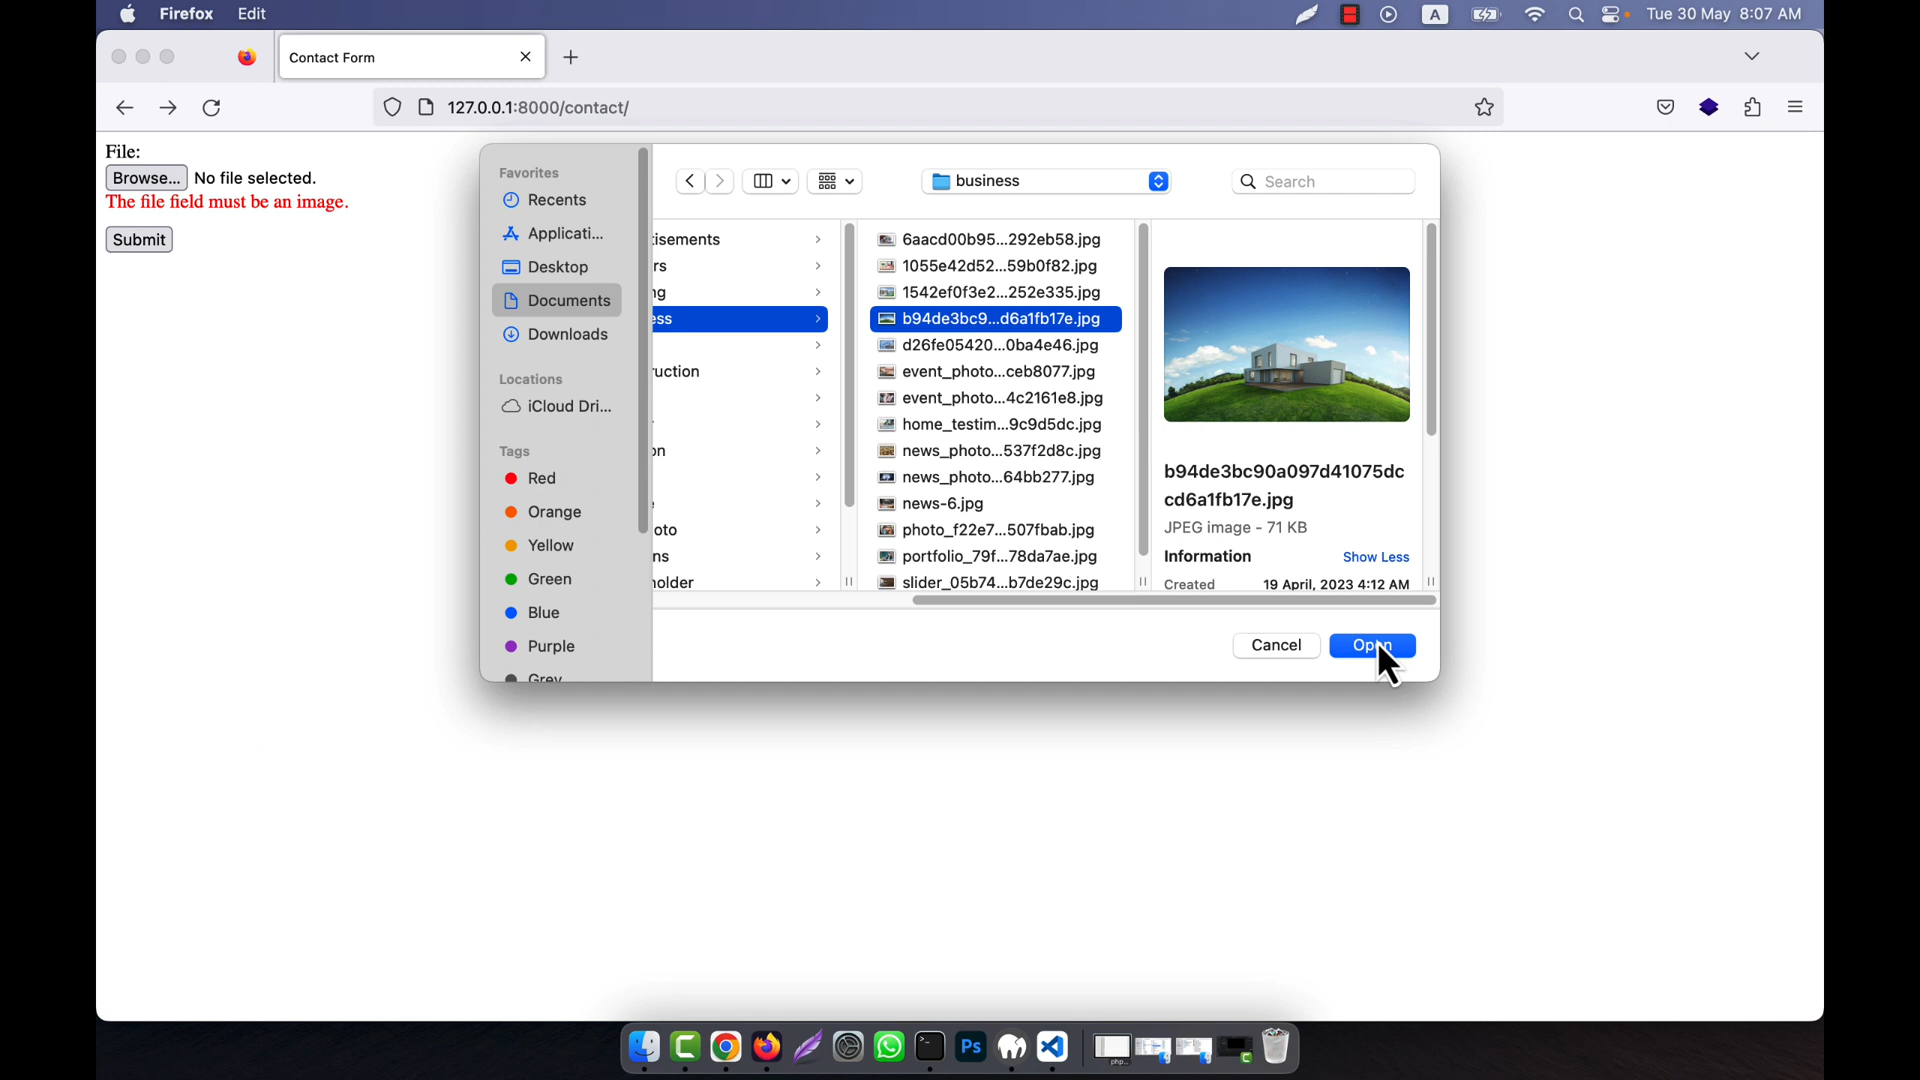 Firefox Edit
A
Tue 30 May 8:07 AM
Contact Form
127.0.0.1:8000/contact/
File:
Browse... No file selected.
The file field must be an image.
Submit
Favorites
Recents
Applicati...
Desktop
Documents
Downloads
Locations
iCloud Dri...
Tags
Red
Orange
Yellow
Green
Blue
Purple
Grey
business
Search
isements
rs
ng
ess
ruction
on
oto
ns
holder
6aacd00b95...292eb58.jpg
1055e42d52...59b0f82.jpg
1542ef0f3e2...252e335.jpg
b94de3bc9...d6a1fb17e.jpg
d26fe05420...0ba4e46.jpg
event_photo...ceb8077.jpg
event_photo...4c2161e8.jpg
home_testim...9c9d5dc.jpg
news_photo...537f2d8c.jpg
news_photo...64bb277.jpg
news-6.jpg
photo_f22e7...507fbab.jpg
portfolio_79f...78da7ae.jpg
slider_05b74...b7de29c.jpg
b94de3bc90a097d41075dc
cd6a1fb17e.jpg
JPEG image - 71 KB
Information Show Less
Created 19 April, 2023 4:12 AM
Cancel Open
Ps
php